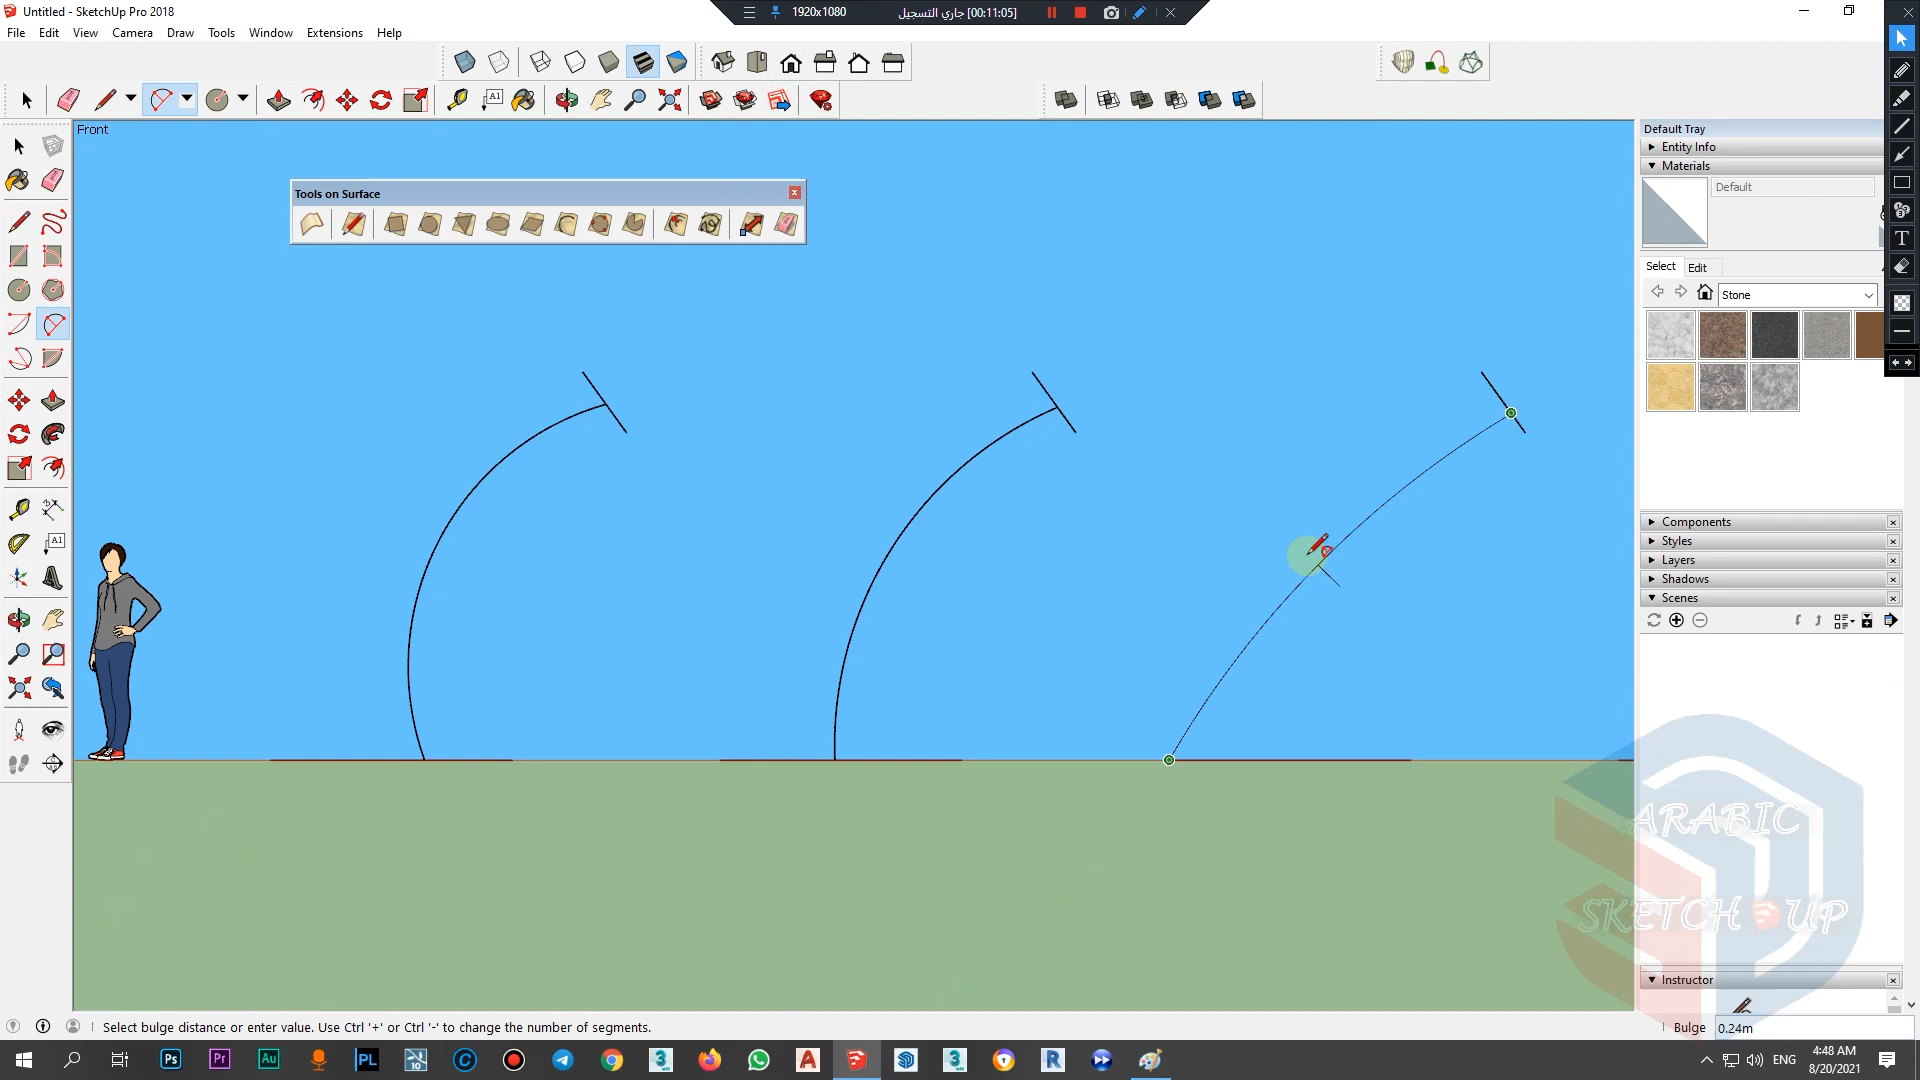 Untitled - SketchUp Pro 2018
1920x1080
جاري التسجيل [00:11:05]
File Edit View Camera Draw Tools Window Extensions Help
Front
Tools on Surface
Default Tray
Entity Info
Materials
Default
Select Edit
Stone
Components
Styles
Layers
Shadows
Scenes
ARABIC
SKETCH UP
Instructor
Select bulge distance or enter value. Use Ctrl '+' or Ctrl '-' to change the number of segments.
Bulge 0.24m
ENG
4:48 AM
8/20/2021